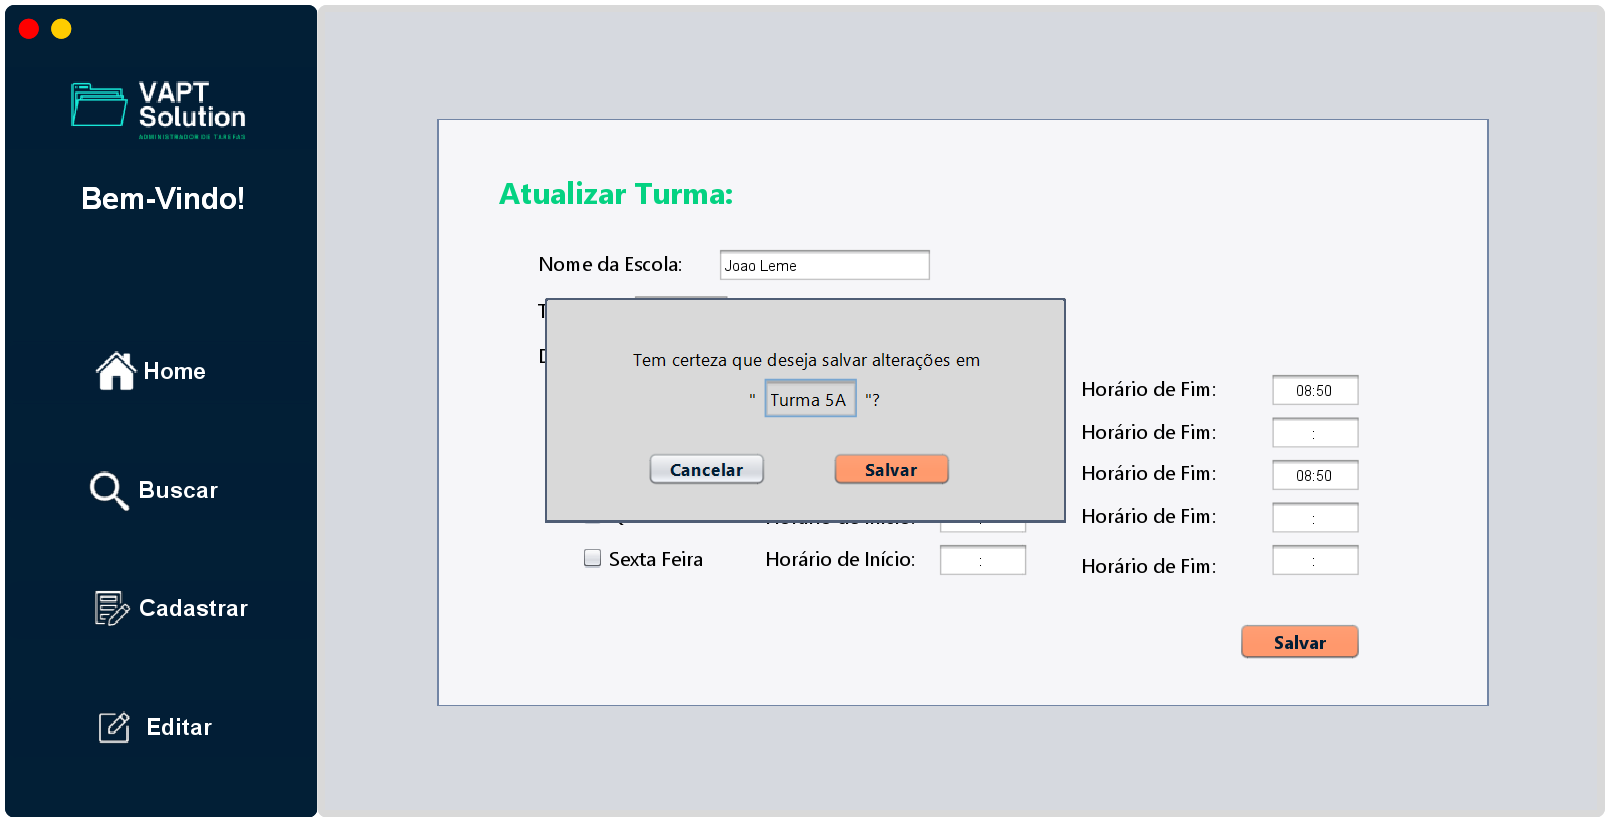 VAPT
Solution
ADMINISTRADOR DE TAREFAS
Bem-Vindo!
Home
Buscar
Cadastrar
Editar
Atualizar Turma:
Nome da Escola: Joao Leme
Tem certeza que deseja salvar alterações em
" Turma 5A "?
Cancelar Salvar
Horário de Fim: 08:50
Horário de Fim: :
Horário de Fim: 08:50
Horário de Início: : Horário de Fim: :
Sexta Feira Horário de Início: : Horário de Fim: :
Salvar